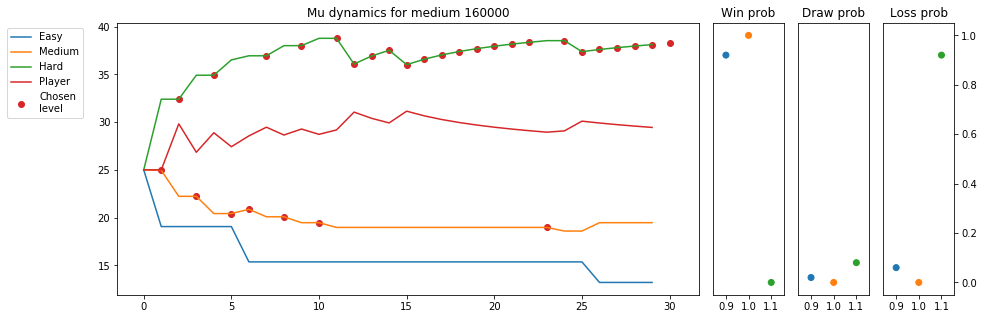 Mu dynamics for medium 160000
Win prob
Draw prob
Loss prob
Easy
Medium
Hard
Player
Chosen
level
40
35
30
25
20
15
0
5
10
15
20
25
30
0.9
1.0
1.1
0.9
1.0
1.1
0.9
1.0
1.1
1.0
0.8
0.6
0.4
0.2
0.0